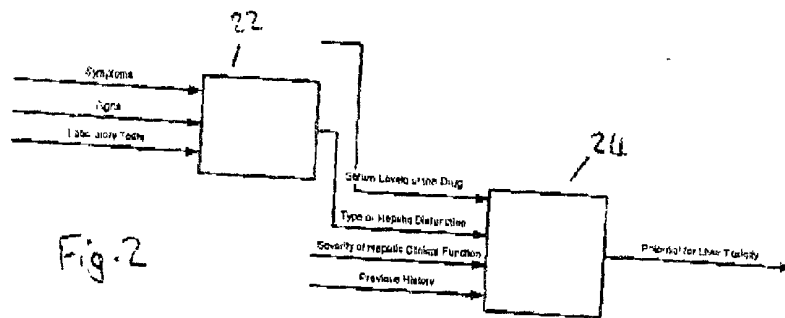 22
Symptoms
Signs
Laboratory Tests
24
Serum Levels of the Drug
Type of Hepatic Disfunction
Severity of Hepatic Clinical Function
Previous History
Potential for Liver Toxicity
Fig. 2